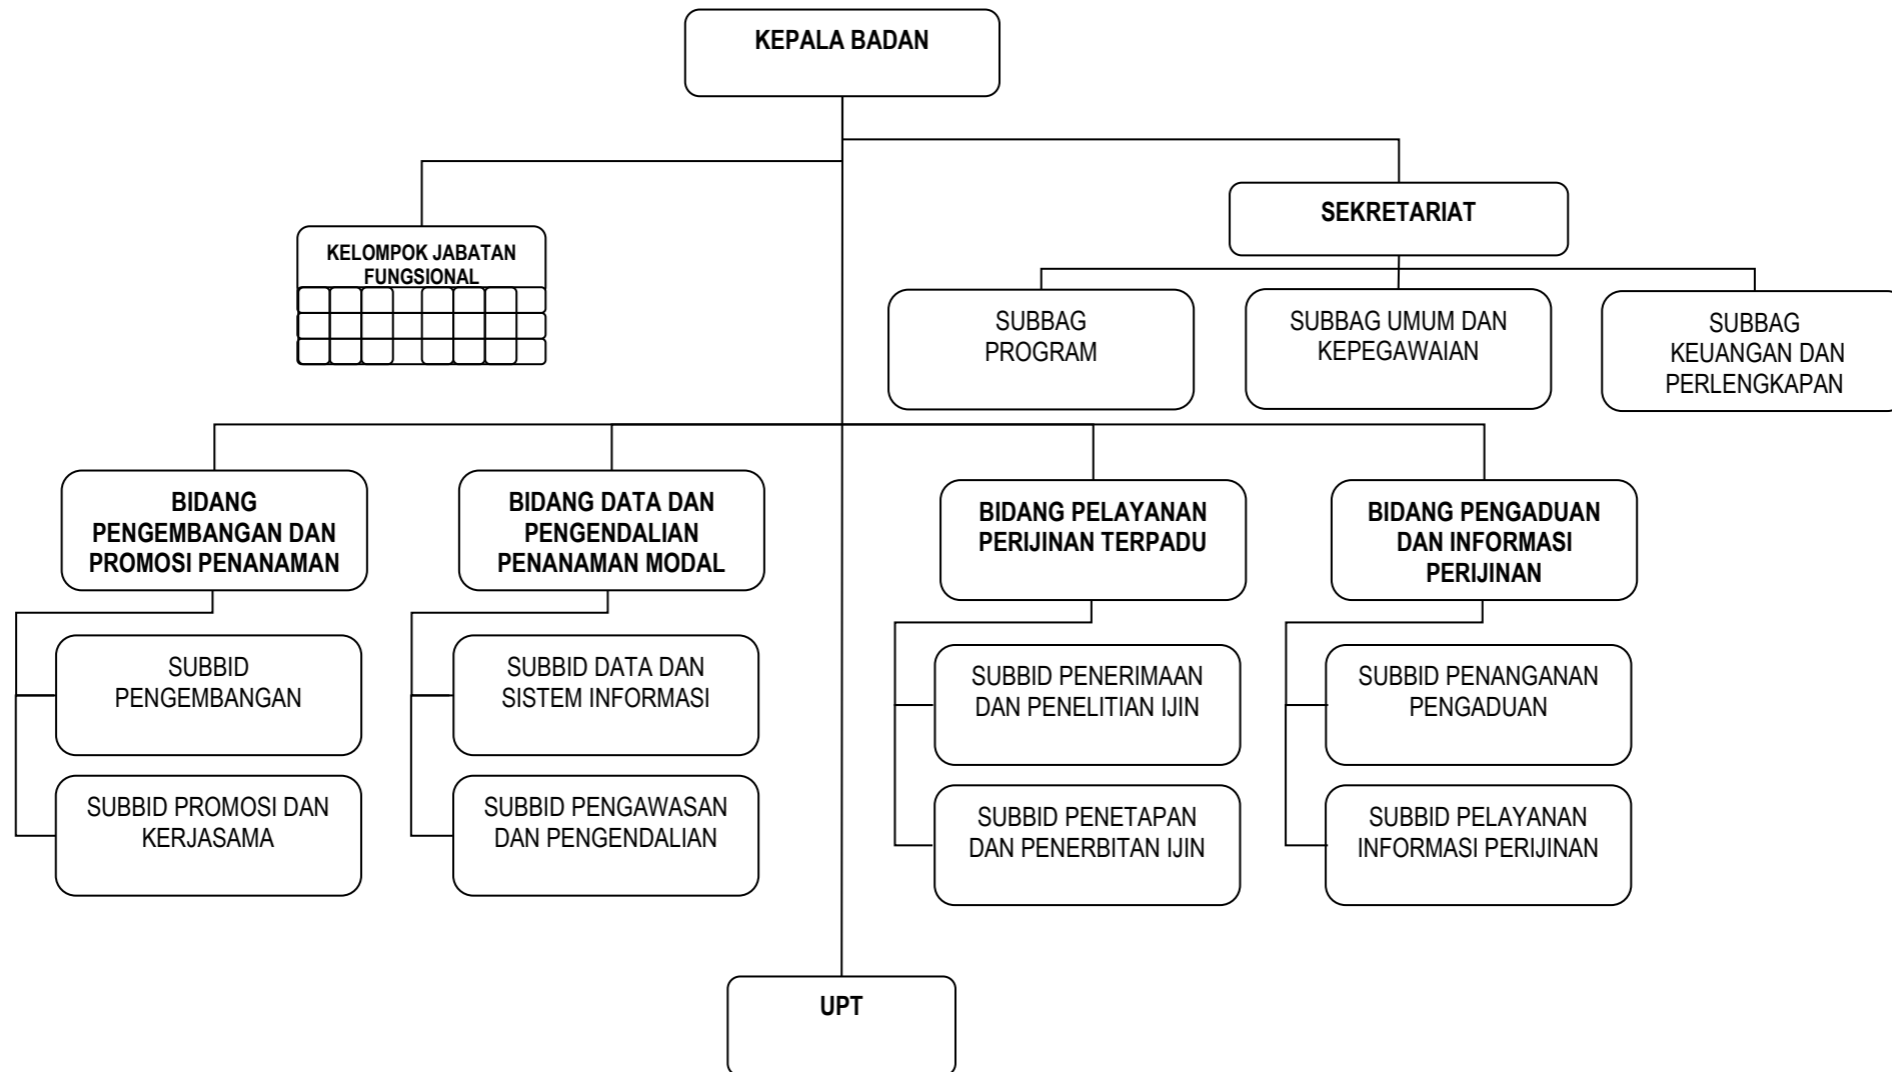 KEPALA BADAN
SEKRETARIAT
KELOMPOK JABATAN
FUNGSIONAL
SUBBAG
PROGRAM
SUBBAG UMUM DAN
KEPEGAWAIAN
SUBBAG
KEUANGAN DAN
PERLENGKAPAN
BIDANG
PENGEMBANGAN DAN
PROMOSI PENANAMAN
BIDANG DATA DAN
PENGENDALIAN
PENANAMAN MODAL
BIDANG PELAYANAN
PERIJINAN TERPADU
BIDANG PENGADUAN
DAN INFORMASI
PERIJINAN
SUBBID
PENGEMBANGAN
SUBBID DATA DAN
SISTEM INFORMASI
SUBBID PENERIMAAN
DAN PENELITIAN IJIN
SUBBID PENANGANAN
PENGADUAN
SUBBID PROMOSI DAN
KERJASAMA
SUBBID PENGAWASAN
DAN PENGENDALIAN
SUBBID PENETAPAN
DAN PENERBITAN IJIN
SUBBID PELAYANAN
INFORMASI PERIJINAN
UPT